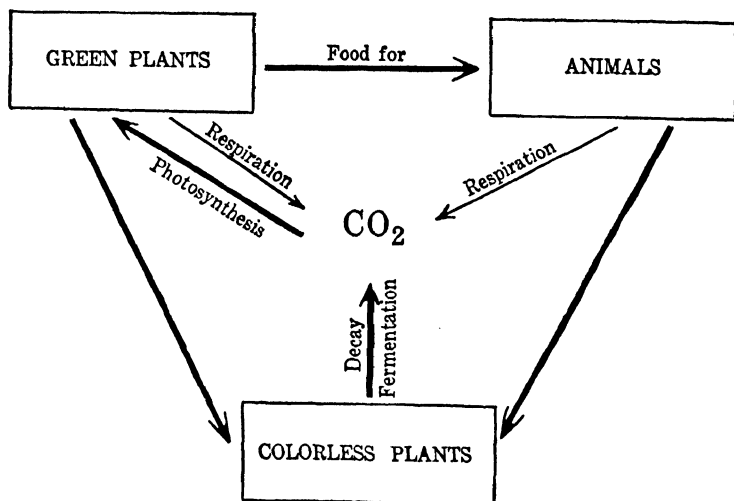 GREEN PLANTS
Food for
ANIMALS
Respiration
Photosynthesis
Respiration
CO₂
Decay
Fermentation
COLORLESS PLANTS